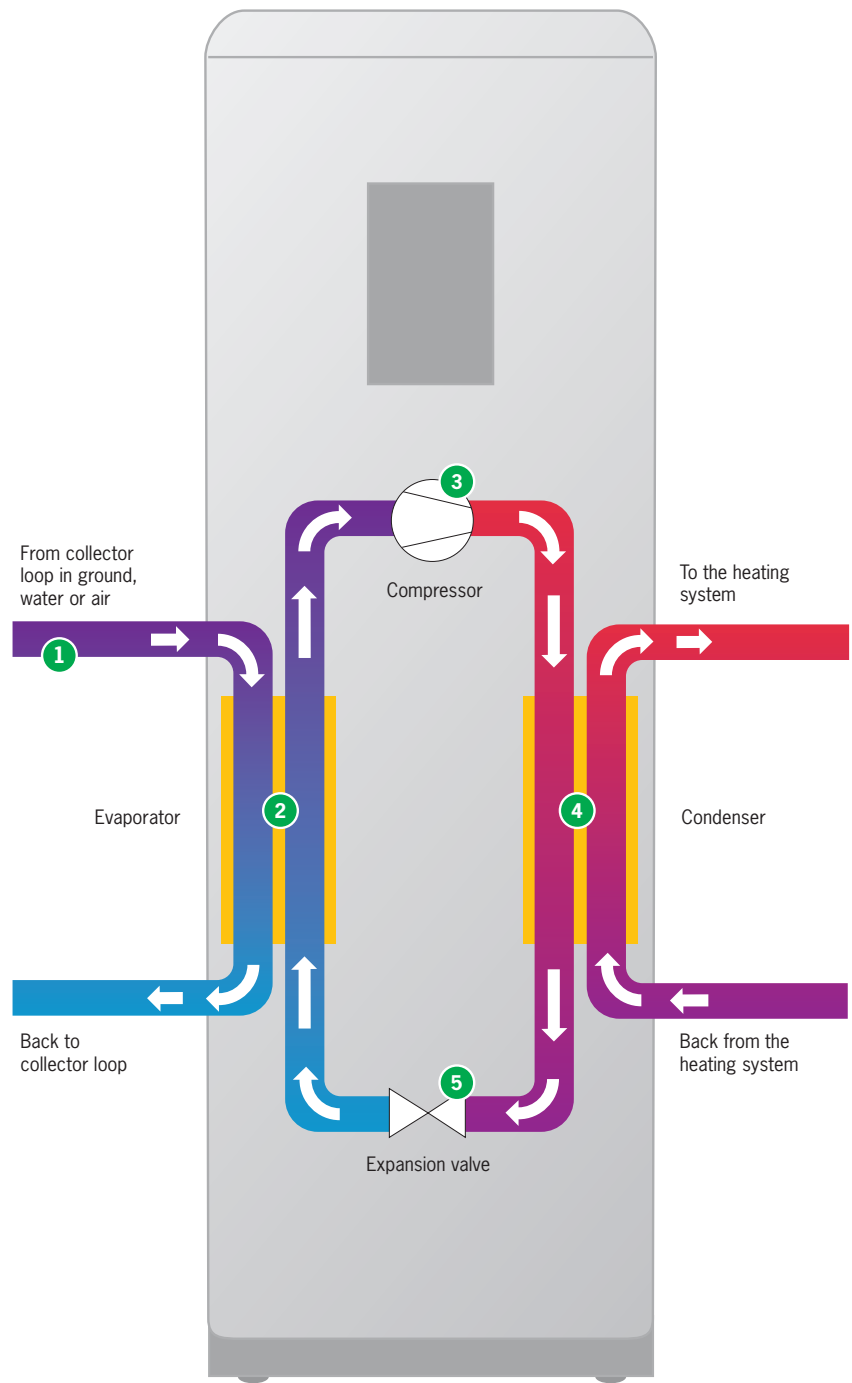 3
Compressor
From collector
loop in ground,
water or air
1
To the heating
system
Evaporator
2
4
Condenser
Back to
collector loop
Back from the
heating system
5
Expansion valve